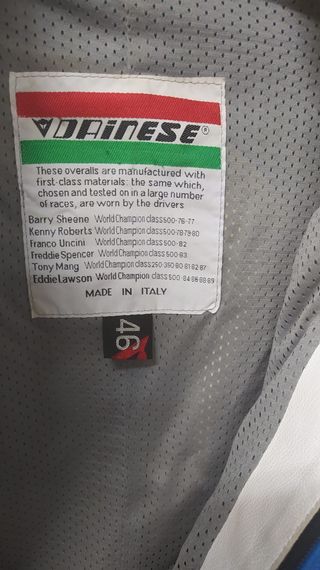 DAiNESE®
These overalls are manufactured with
first-class materials: the same which,
chosen and tested on in a large number
of races, are worn by the drivers
Barry Sheene World Champion class 500-76-77
Kenny Roberts World Champion class 500-78 79 80
Franco Uncini World Champion class 500-82
Freddie Spencer World Champion class 500-83
Tony Mang World Champion class 250 350 80 81 82 87
Eddie Lawson World Champion class 500 84 86 88 89
MADE IN ITALY
46